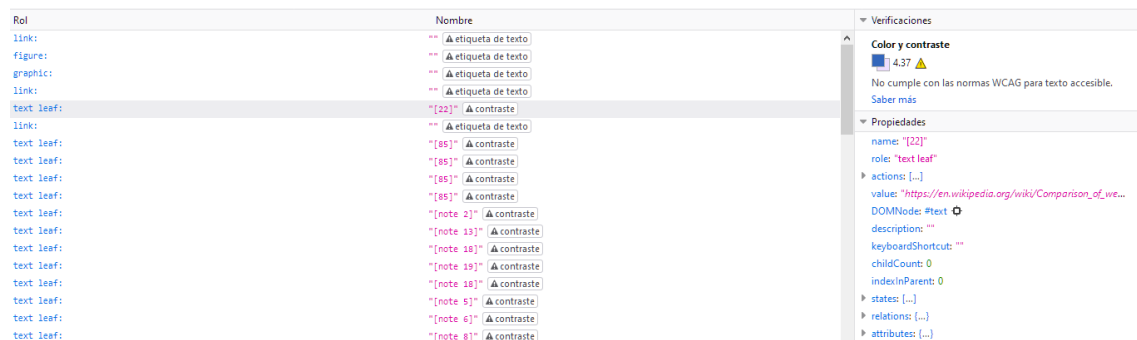 Rol Nombre
link: "" etiqueta de texto
figure: "" etiqueta de texto
graphic: "" etiqueta de texto
link: "" etiqueta de texto
text leaf: "[22]" contraste
link: "" etiqueta de texto
text leaf: "[85]" contraste
text leaf: "[85]" contraste
text leaf: "[85]" contraste
text leaf: "[85]" contraste
text leaf: "[note 2]" contraste
text leaf: "[note 13]" contraste
text leaf: "[note 18]" contraste
text leaf: "[note 19]" contraste
text leaf: "[note 18]" contraste
text leaf: "[note 5]" contraste
text leaf: "[note 6]" contraste
text leaf: "[note 8]" contraste
Verificaciones
Color y contraste
4.37
No cumple con las normas WCAG para texto accesible.
Saber más
Propiedades
name: "[22]"
role: "text leaf"
actions: […]
value: "https://en.wikipedia.org/wiki/Comparison_of_we…
DOMNode: #text
description: ""
keyboardShortcut: ""
childCount: 0
indexInParent: 0
states: […]
relations: {…}
attributes: {…}